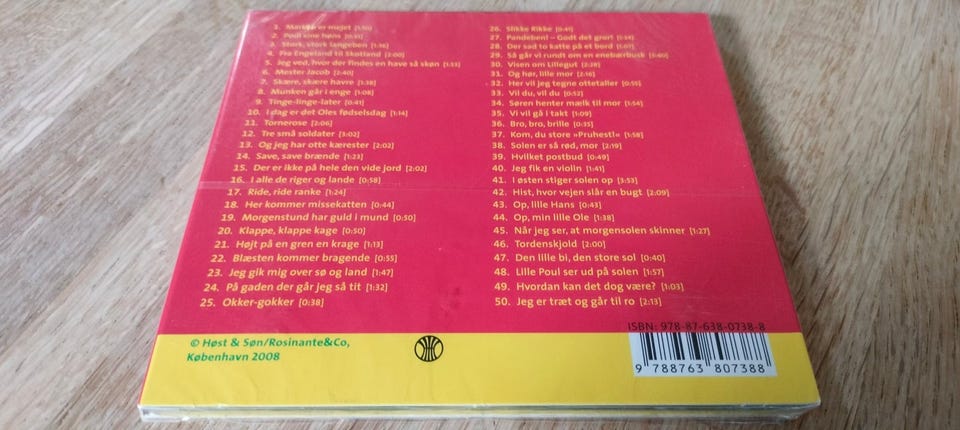 1. Marken er mejet [1:50]
2. Poul sine høns
3. Stork, stork langeben [1:16]
4. Fra Engeland til Skotland [2:00]
5. Jeg ved, hvor der findes en have så skøn [1:33]
6. Mester Jacob [2:40]
7. Skære, skære havre [1:38]
8. Munken går i enge [1:08]
9. Tinge-linge-later [0:41]
10. I dag er det Oles fødselsdag [1:14]
11. Tornerose [2:06]
12. Tre små soldater [3:02]
13. Og jeg har otte kærester [2:02]
14. Save, save brænde [1:23]
15. Der er ikke på hele den vide jord [2:02]
16. I alle de riger og lande [0:58]
17. Ride, ride ranke [1:24]
18. Her kommer missekatten [0:44]
19. Morgenstund har guld i mund [0:50]
20. Klappe, klappe kage [0:50]
21. Højt på en gren en krage [1:13]
22. Blæsten kommer bragende [0:55]
23. Jeg gik mig over sø og land [1:47]
24. På gaden der går jeg så tit [1:32]
25. Okker-gokker [0:38]
26. Slikke Rikke [0:41]
27. Pandeben! – Godt det gror! [0:38]
28. Der sad to katte på et bord [1:07]
29. Så går vi rundt om en enebærbusk [0:40]
30. Visen om Lillegut [2:28]
31. Og hør, lille mor [2:16]
32. Her vil jeg tegne ottetaller [0:55]
33. Vil du, vil du [0:52]
34. Søren henter mælk til mor [1:54]
35. Vi vil gå i takt [1:09]
36. Bro, bro, brille [0:35]
37. Kom, du store »Pruhest!« [1:58]
38. Solen er så rød, mor [2:19]
39. Hvilket postbud [0:49]
40. Jeg fik en violin [1:41]
41. I østen stiger solen op [3:53]
42. Hist, hvor vejen slår en bugt [2:09]
43. Op, lille Hans [0:43]
44. Op, min lille Ole [1:38]
45. Når jeg ser, at morgensolen skinner [1:27]
46. Tordenskjold [2:00]
47. Den lille bi, den store sol [0:40]
48. Lille Poul ser ud på solen [1:57]
49. Hvordan kan det dog være? [1:03]
50. Jeg er træt og går til ro [2:13]
© Høst & Søn/Rosinante&Co,
København 2008
ISBN: 978-87-638-0738-8
9 788763 807388